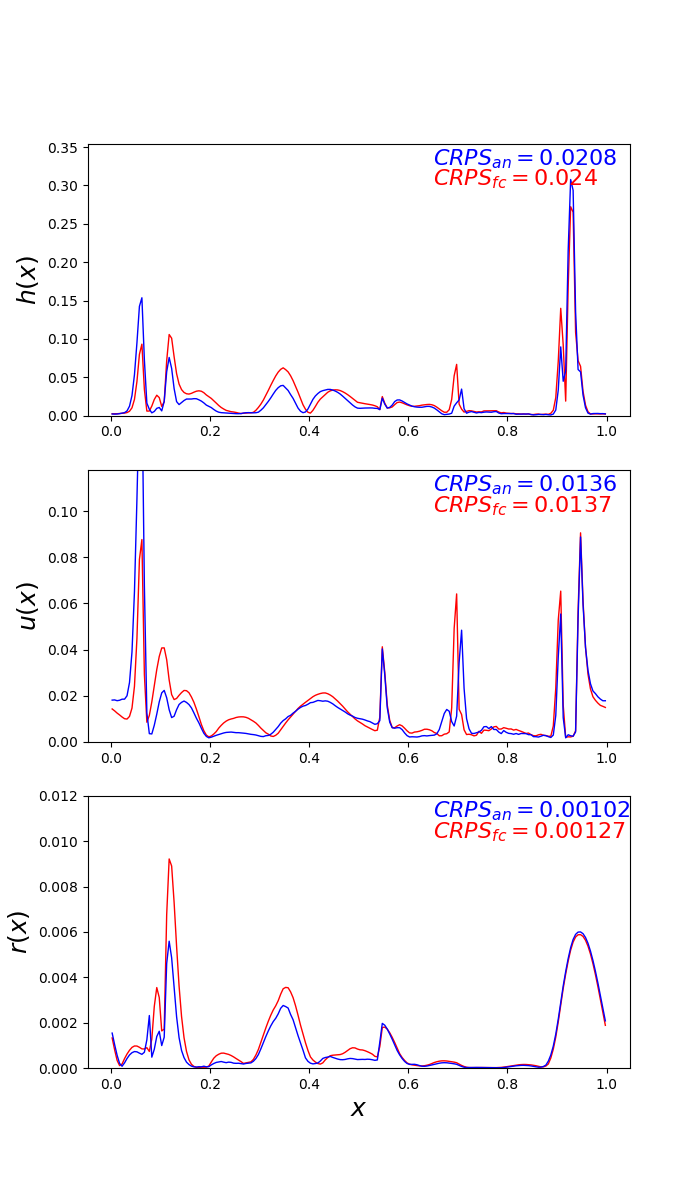 CRPS_an = 0.0208
CRPS_fc = 0.024
h(x)
0.35
0.30
0.25
0.20
0.15
0.10
0.05
0.00
0.0 0.2 0.4 0.6 0.8 1.0
CRPS_an = 0.0136
CRPS_fc = 0.0137
u(x)
0.10
0.08
0.06
0.04
0.02
0.00
0.0 0.2 0.4 0.6 0.8 1.0
CRPS_an = 0.00102
CRPS_fc = 0.00127
r(x)
0.012
0.010
0.008
0.006
0.004
0.002
0.000
0.0 0.2 0.4 0.6 0.8 1.0
x